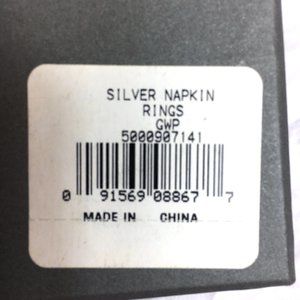 SILVER NAPKIN
RINGS
GWP
5000907141
0 91569 08867 7
MADE IN CHINA